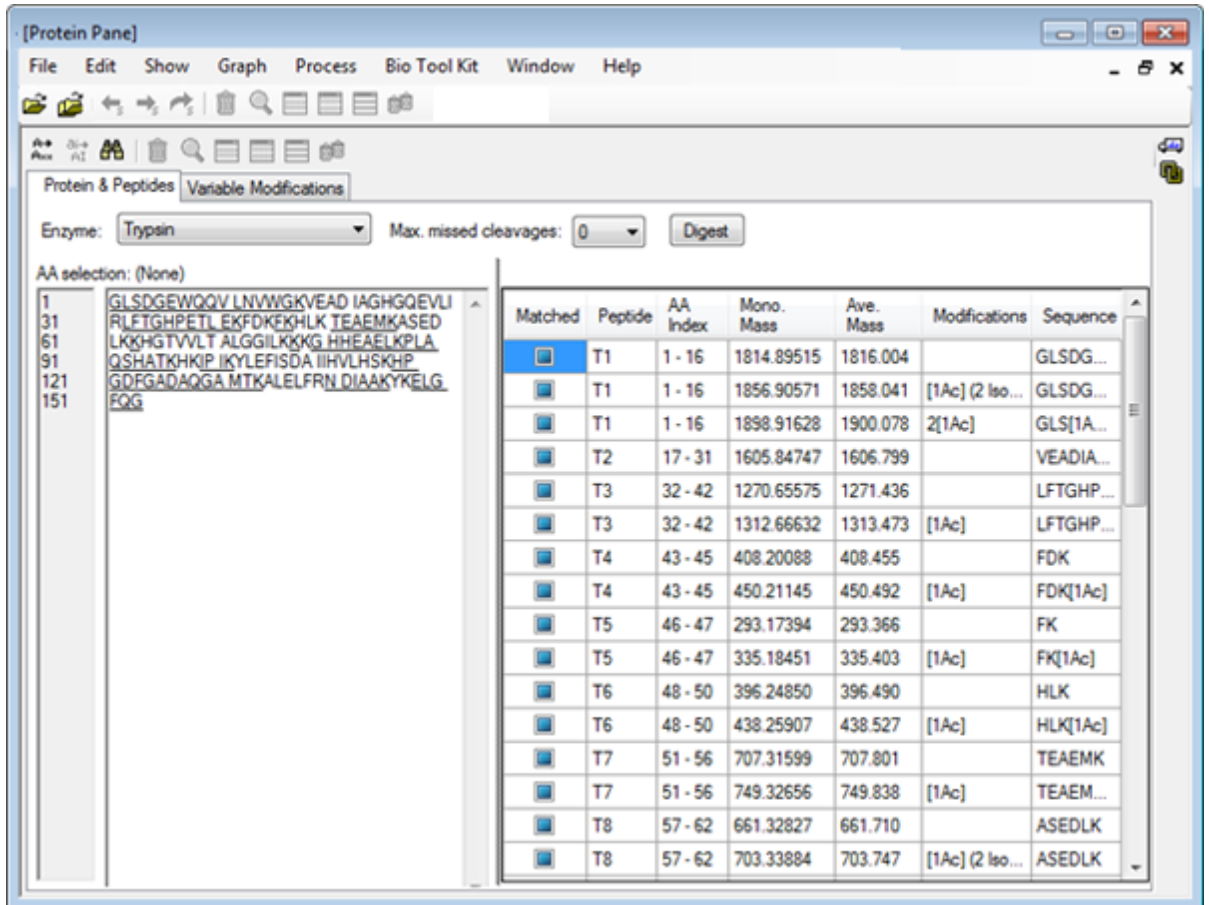 [Protein Pane]
File Edit Show Graph Process Bio Tool Kit Window Help
Protein & Peptides Variable Modifications
Enzyme: Trypsin Max. missed cleavages: 0 Digest
AA selection: (None)
1 GLSDGEWQQV LNVWGKVEAD IAGHGQEVLI
31 RLFTGHPETL EKFDKFKHLK TEAEMKASED
61 LKKHGTVVLT ALGGILKKKG HHEAELKPLA
91 QSHATKHKIP IKYLEFISDA IIHVLHSKHP
121 GDFGADAQGA MTKALELFRN DIAAKYKELG
151 FQG
Matched Peptide AA Index Mono. Mass Ave. Mass Modifications Sequence
T1 1 - 16 1814.89515 1816.004 GLSDG...
T1 1 - 16 1856.90571 1858.041 [1Ac] (2 Iso... GLSDG...
T1 1 - 16 1898.91628 1900.078 2[1Ac] GLS[1A...
T2 17 - 31 1605.84747 1606.799 VEADIA...
T3 32 - 42 1270.65575 1271.436 LFTGHP...
T3 32 - 42 1312.66632 1313.473 [1Ac] LFTGHP...
T4 43 - 45 408.20088 408.455 FDK
T4 43 - 45 450.21145 450.492 [1Ac] FDK[1Ac]
T5 46 - 47 293.17394 293.366 FK
T5 46 - 47 335.18451 335.403 [1Ac] FK[1Ac]
T6 48 - 50 396.24850 396.490 HLK
T6 48 - 50 438.25907 438.527 [1Ac] HLK[1Ac]
T7 51 - 56 707.31599 707.801 TEAEMK
T7 51 - 56 749.32656 749.838 [1Ac] TEAEM...
T8 57 - 62 661.32827 661.710 ASEDLK
T8 57 - 62 703.33884 703.747 [1Ac] (2 Iso... ASEDLK